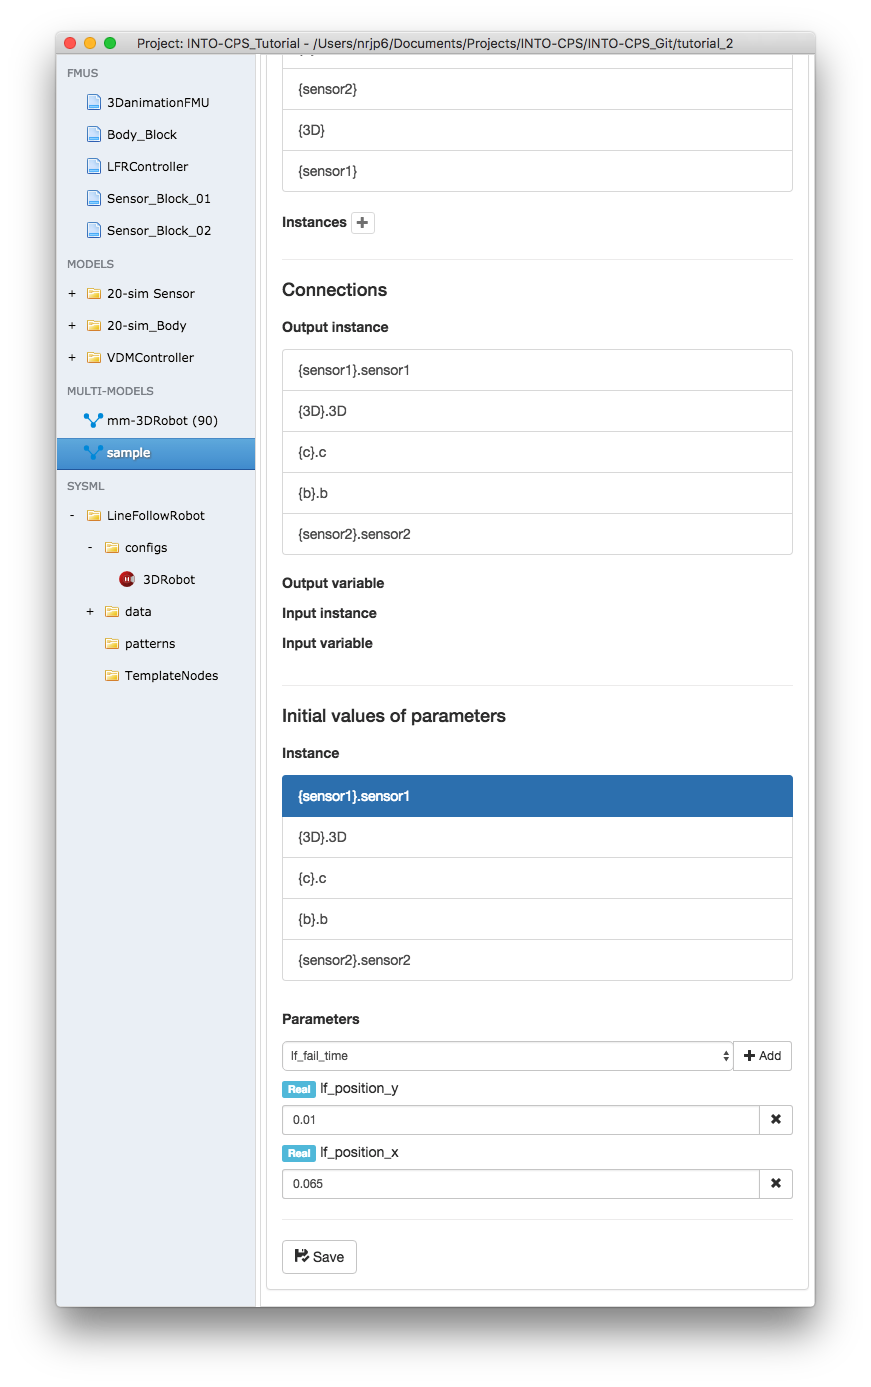 Project: INTO-CPS_Tutorial - /Users/nrjp6/Documents/Projects/INTO-CPS/INTO-CPS_Git/tutorial_2
FMUS
3DanimationFMU
Body_Block
LFRController
Sensor_Block_01
Sensor_Block_02
MODELS
+ 20-sim Sensor
+ 20-sim_Body
+ VDMController
MULTI-MODELS
mm-3DRobot (90)
sample
SYSML
- LineFollowRobot
- configs
3DRobot
+ data
patterns
TemplateNodes
{sensor2}
{3D}
{sensor1}
Instances +
Connections
Output instance
{sensor1}.sensor1
{3D}.3D
{c}.c
{b}.b
{sensor2}.sensor2
Output variable
Input instance
Input variable
Initial values of parameters
Instance
{sensor1}.sensor1
{3D}.3D
{c}.c
{b}.b
{sensor2}.sensor2
Parameters
lf_fail_time + Add
Real lf_position_y
0.01
Real lf_position_x
0.065
Save